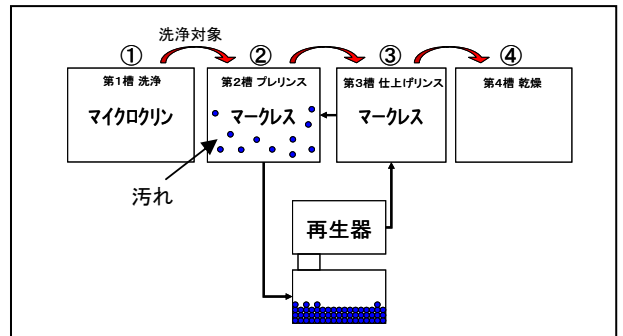 ① 洗浄対象 ② ③ ④
第1槽 洗浄
マイクロクリン
第2槽 プレリンス
マークレス
第3槽 仕上げリンス
マークレス
第4槽 乾燥
汚れ
再生器